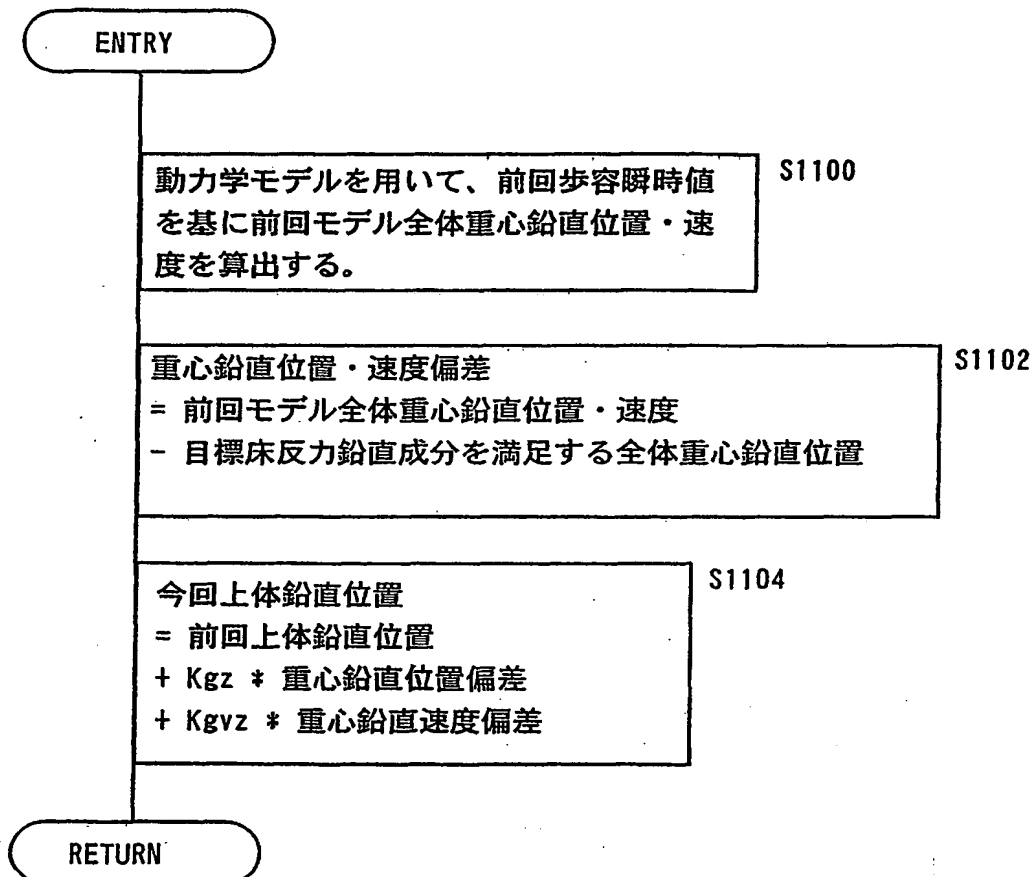 ENTRY
S1100
動力学モデルを用いて、前回歩容瞬時値
を基に前回モデル全体重心鉛直位置・速
度を算出する。
S1102
重心鉛直位置・速度偏差
= 前回モデル全体重心鉛直位置・速度
- 目標床反力鉛直成分を満足する全体重心鉛直位置
S1104
今回上体鉛直位置
= 前回上体鉛直位置
+ Kgz * 重心鉛直位置偏差
+ Kgvz * 重心鉛直速度偏差
RETURN